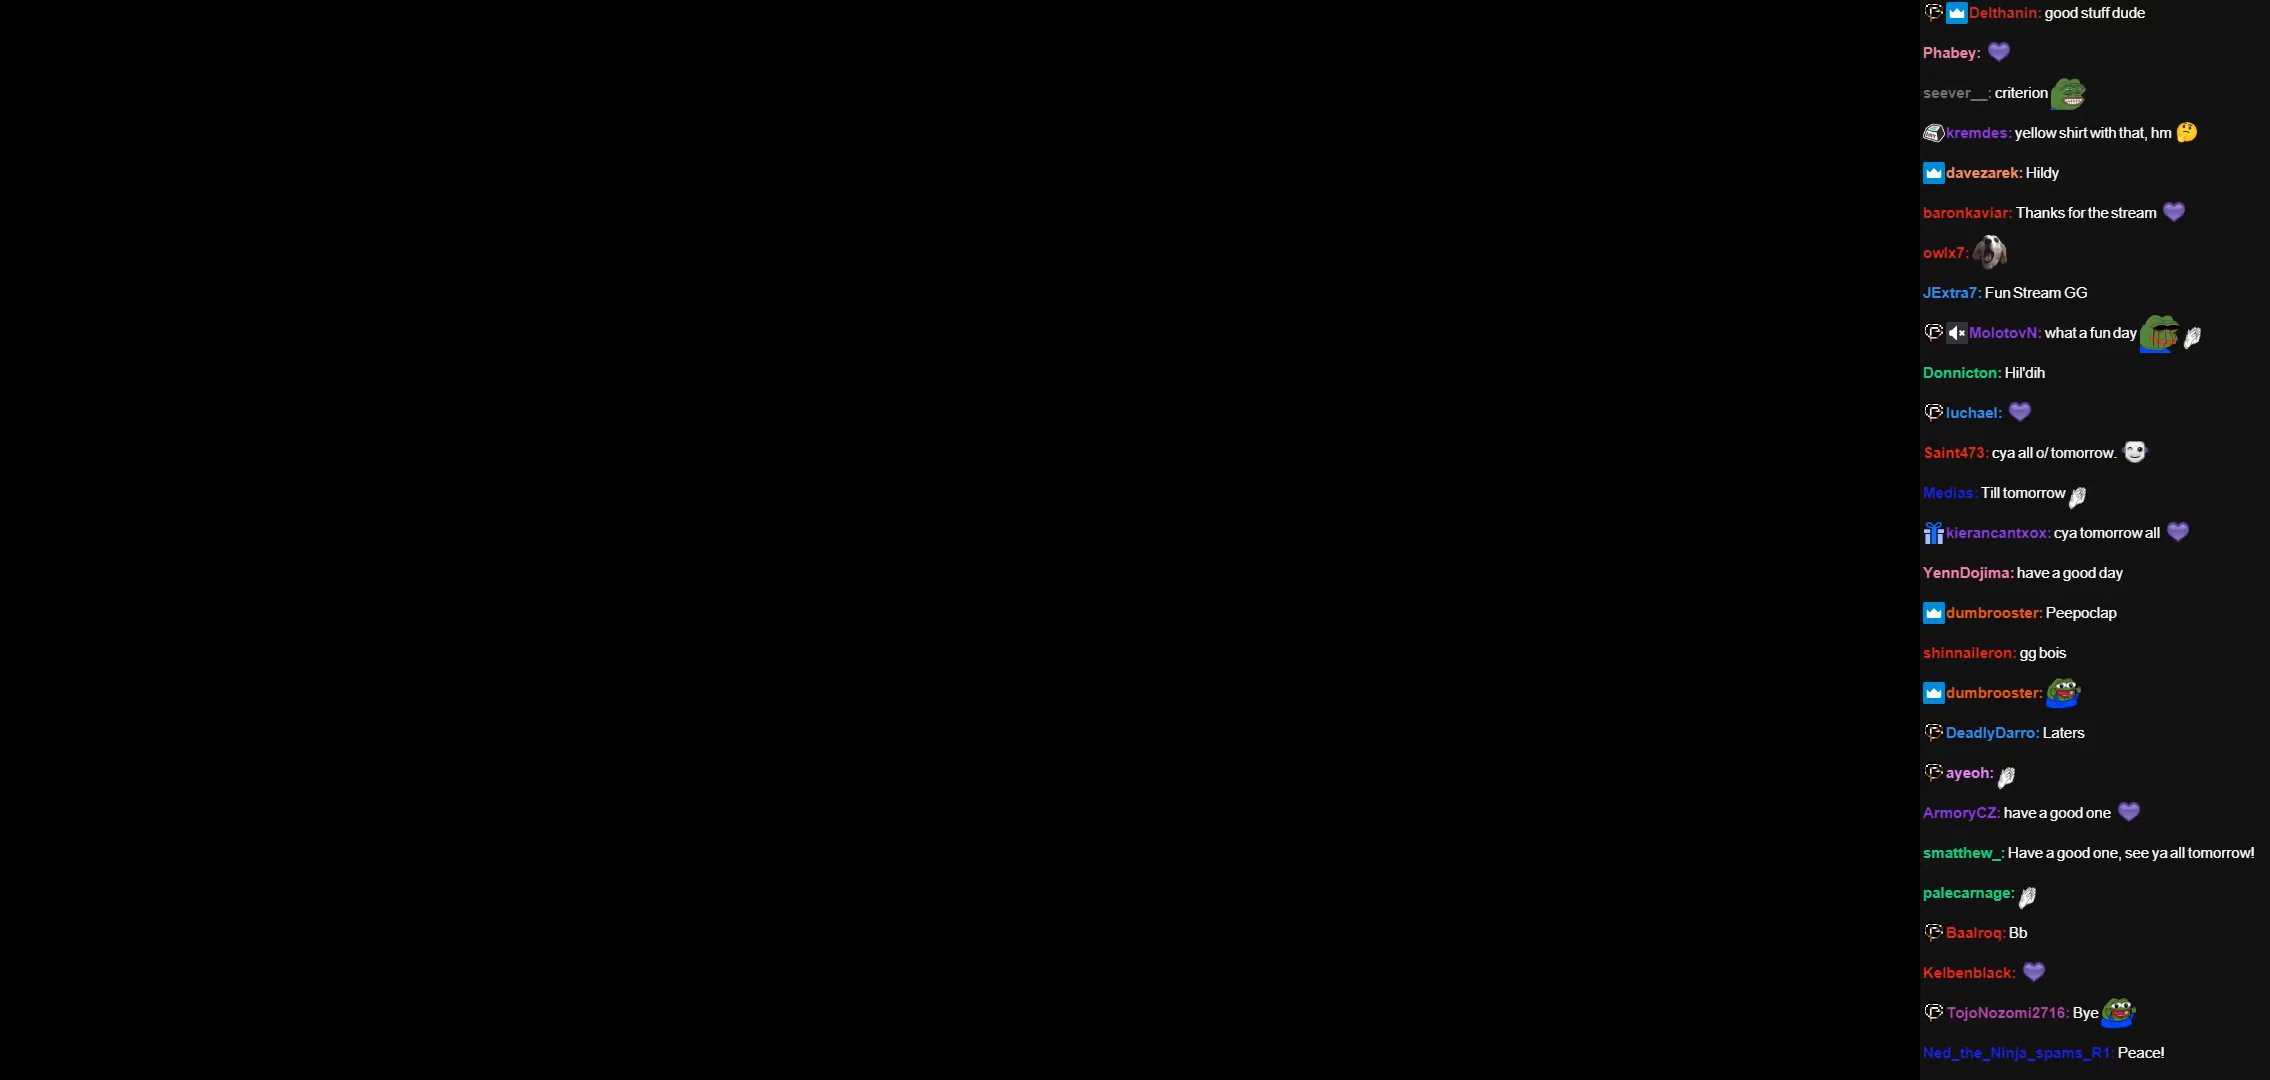 Delthanin: good stuff dude
Phabey:
seever__: criterion
kremdes: yellow shirt with that, hm
davezarek: Hildy
baronkaviar: Thanks for the stream
owlx7:
JExtra7: Fun Stream GG
MolotovN: what a fun day
Donnicton: Hil'dih
luchael:
Saint473: cya all o/ tomorrow.
Medias: Till tomorrow
kierancantxox: cya tomorrow all
YennDojima: have a good day
dumbrooster: Peepoclap
shinnaileron: gg bois
dumbrooster:
DeadlyDarro: Laters
ayeoh:
ArmoryCZ: have a good one
smatthew_: Have a good one, see ya all tomorrow!
palecarnage:
Baalroq: Bb
Kelbenblack:
TojoNozomi2716: Bye
Ned_the_Ninja_spams_R1: Peace!